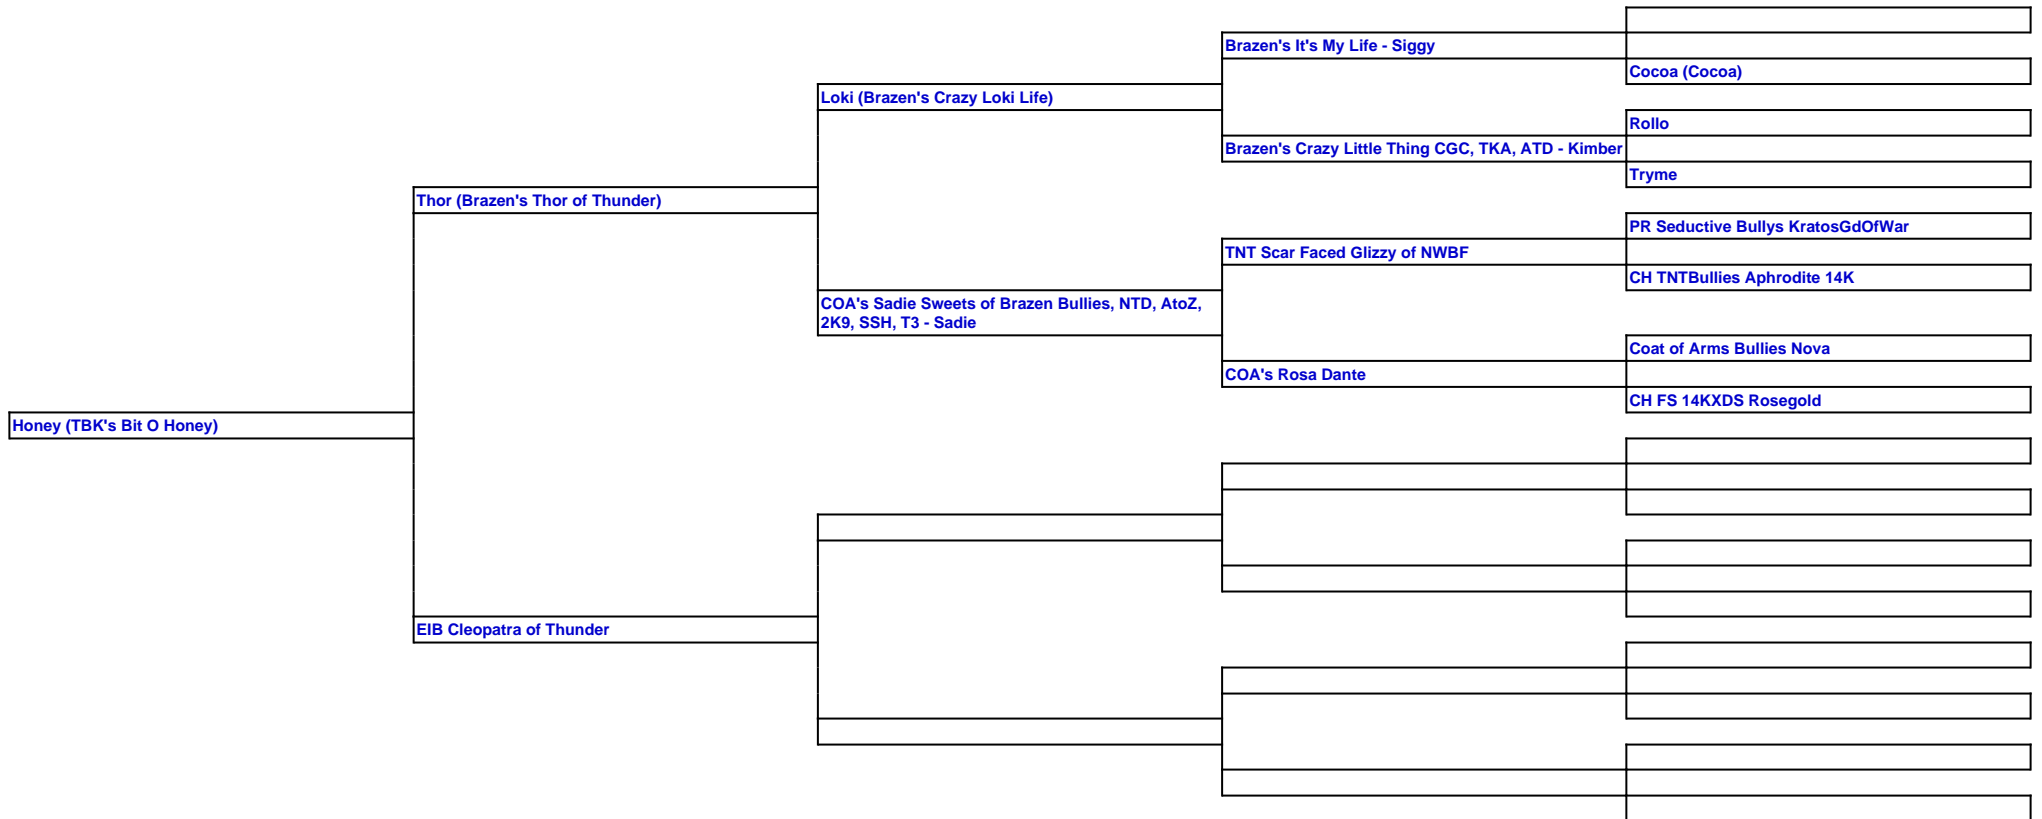 Brazen's It's My Life - Siggy
Cocoa (Cocoa)
Loki (Brazen's Crazy Loki Life)
Rollo
Brazen's Crazy Little Thing CGC, TKA, ATD - Kimber
Tryme
Thor (Brazen's Thor of Thunder)
PR Seductive Bullys KratosGdOfWar
TNT Scar Faced Glizzy of NWBF
CH TNTBullies Aphrodite 14K
COA's Sadie Sweets of Brazen Bullies, NTD, AtoZ,
2K9, SSH, T3 - Sadie
Coat of Arms Bullies Nova
COA's Rosa Dante
CH FS 14KXDS Rosegold
Honey (TBK's Bit O Honey)
EIB Cleopatra of Thunder